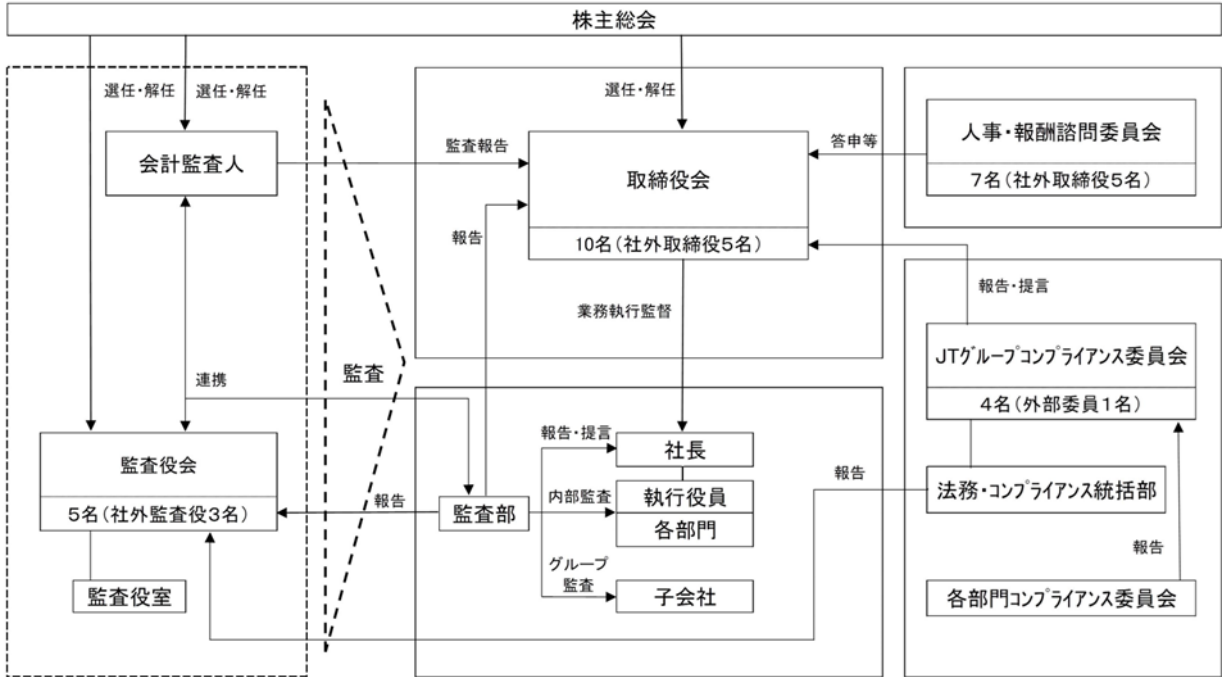 株主総会
選任・解任
選任・解任
選任・解任
会計監査人
監査報告
取締役会
10名(社外取締役5名)
答申等
人事・報酬諮問委員会
7名(社外取締役5名)
報告
業務執行監督
報告・提言
JTグループコンプライアンス委員会
4名(外部委員1名)
監査
連携
監査役会
5名(社外監査役3名)
監査役室
報告
監査部
報告・提言
内部監査
グループ
監査
社長
執行役員
各部門
子会社
報告
法務・コンプライアンス統括部
報告
各部門コンプライアンス委員会